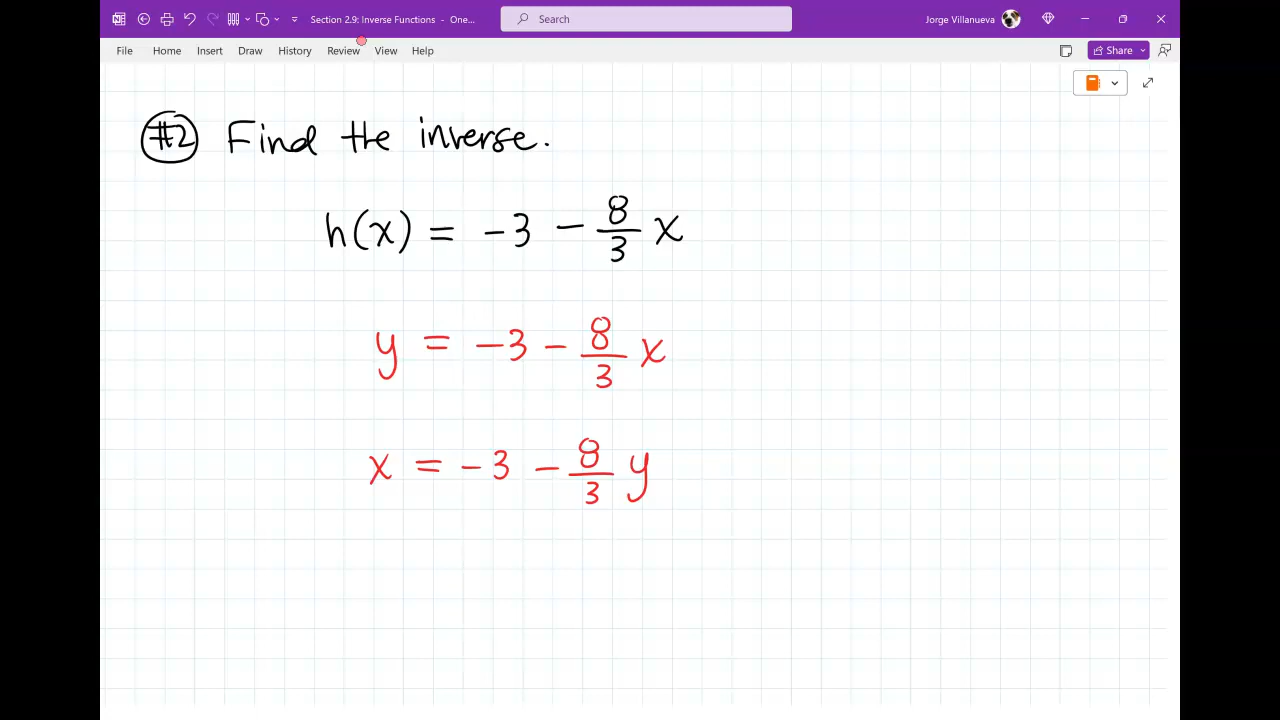 Section 2.9: Inverse Functions - One...
Search
Jorge Villanueva
File Home Insert Draw History Review View Help
Share
#2 Find the inverse.
h(x) = -3 - 8/3 x
y = -3 - 8/3 x
x = -3 - 8/3 y